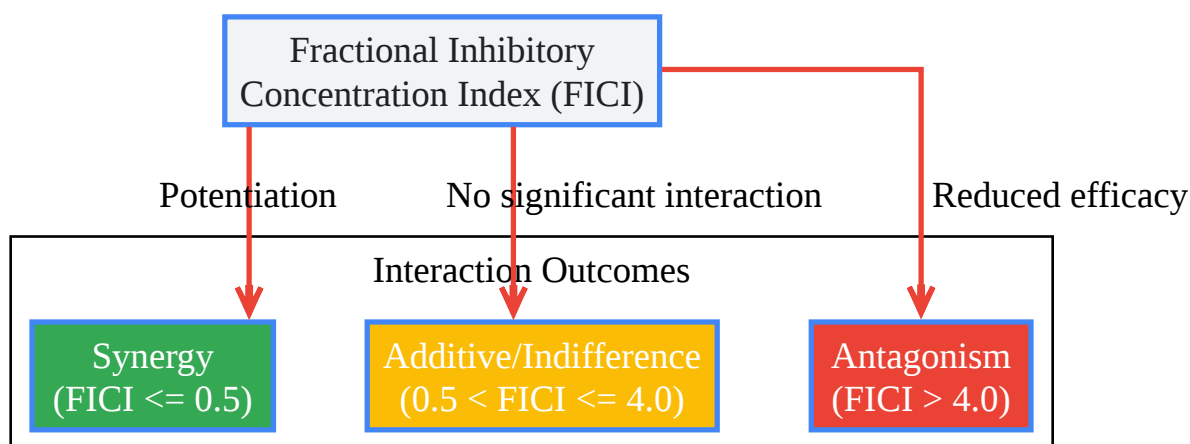 Fractional Inhibitory
Concentration Index (FICI)
Potentiation
No significant interaction
Reduced efficacy
Interaction Outcomes
Synergy
(FICI <= 0.5)
Additive/Indifference
(0.5 < FICI <= 4.0)
Antagonism
(FICI > 4.0)